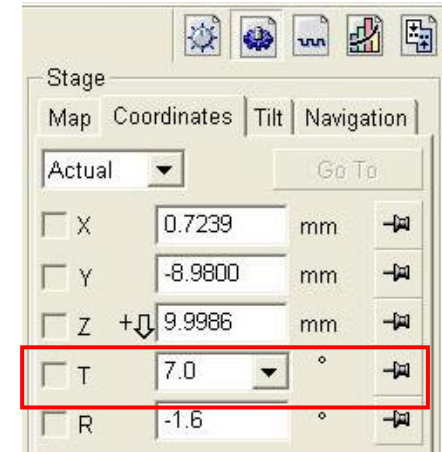 Stage
Map Coordinates Tilt Navigation
Actual Go To
X 0.7239 mm
Y -8.9800 mm
Z + 9.9986 mm
T 7.0 °
R -1.6 °